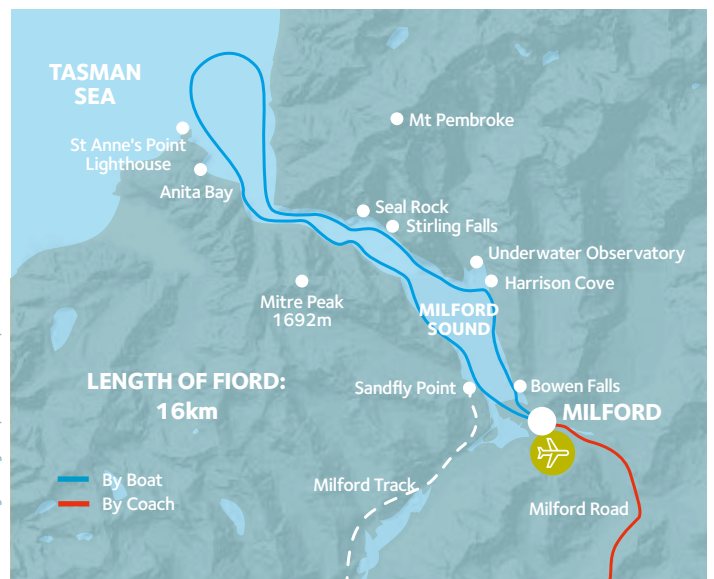 TASMAN
SEA
Mt Pembroke
St Anne's Point
Lighthouse
Anita Bay
Seal Rock
Stirling Falls
Underwater Observatory
Harrison Cove
Mitre Peak
1692m
MILFORD
SOUND
LENGTH OF FIORD:
16km
Sandfly Point
Bowen Falls
MILFORD
By Boat
By Coach
Milford Track
Milford Road